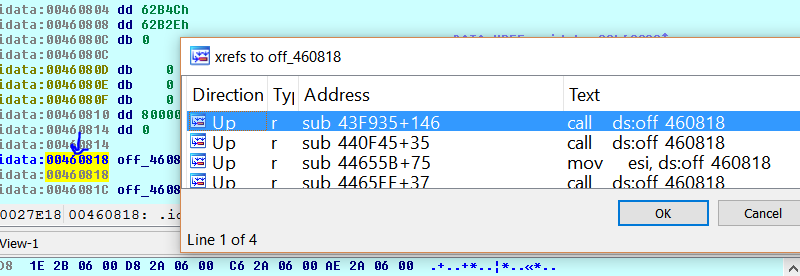 idata:00460804 dd 62B4Ch
idata:00460808 dd 62B2Eh
idata:0046080C db 0
idata:0046080C
idata:0046080D db 0
idata:0046080E db 0
idata:0046080F db 0
idata:00460810 dd 80000
idata:00460814 dd 0
idata:00460814
idata:00460818 off_4608
idata:00460818
idata:0046081C off_4608
0027E18 00460818: .id
View-1
D8 1E 2B 06 00 D8 2A 06 00 C6 2A 06 00 AE 2A 06 00 .+..+*..¦*..«*..
xrefs to off_460818
Direction Typ Address Text
Up r sub_43F935+146 call ds:off_460818
Up r sub_440F45+35 call ds:off_460818
Up r sub_44655B+75 mov esi, ds:off_460818
Up r sub_4465EE+37 call ds:off_460818
OK Cancel
Line 1 of 4